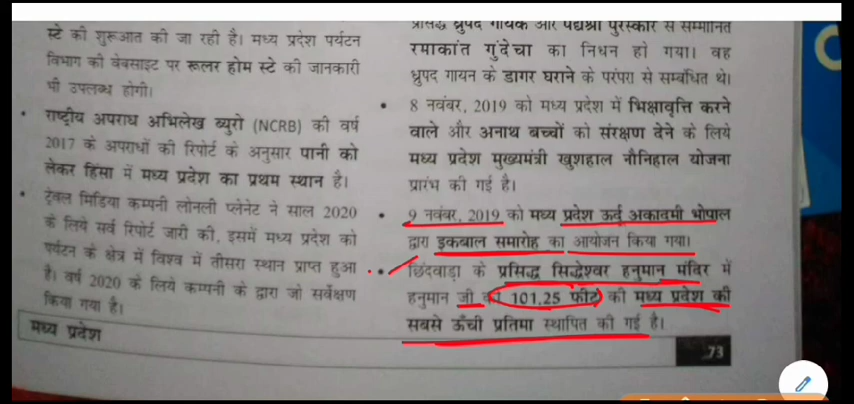 स्टे की शुरूआत की जा रही है। मध्य प्रदेश पर्यटन
विभाग की वेबसाइट पर रूलर होम स्टे की जानकारी
भी उपलब्ध होगी।
• राष्ट्रीय अपराध अभिलेख ब्युरो (NCRB) की वर्ष
2017 के अपराधों की रिपोर्ट के अनुसार पानी को
लेकर हिंसा में मध्य प्रदेश का प्रथम स्थान है।
• ट्रेवल मिडिया कम्पनी लोनली प्लेनेट ने साल 2020
के लिये सर्व रिपोर्ट जारी की, इसमें मध्य प्रदेश को
पर्यटन के क्षेत्र में विश्व में तीसरा स्थान प्राप्त हुआ
है। वर्ष 2020 के लिये कम्पनी के द्वारा जो सर्वेक्षण
किया गया है।
मध्य प्रदेश
प्रसिद्ध ध्रुपद गायक और पद्मश्री पुरस्कार से सम्मानित
रमाकांत गुंदेचा का निधन हो गया। वह
ध्रुपद गायन के डागर घराने के परंपरा से सम्बंधित थे।
• 8 नवंबर, 2019 को मध्य प्रदेश में भिक्षावृत्ति करने
वाले और अनाथ बच्चों को संरक्षण देने के लिये
मध्य प्रदेश मुख्यमंत्री खुशहाल नौनिहाल योजना
प्रारंभ की गई है।
• 9 नवंबर, 2019 को मध्य प्रदेश उर्दू अकादमी भोपाल
द्वारा इकबाल समारोह का आयोजन किया गया।
• छिंदवाड़ा के प्रसिद्ध सिद्धेश्वर हनुमान मंदिर में
हनुमान जी की 101.25 फीट की मध्य प्रदेश की
सबसे ऊँची प्रतिमा स्थापित की गई है।
73